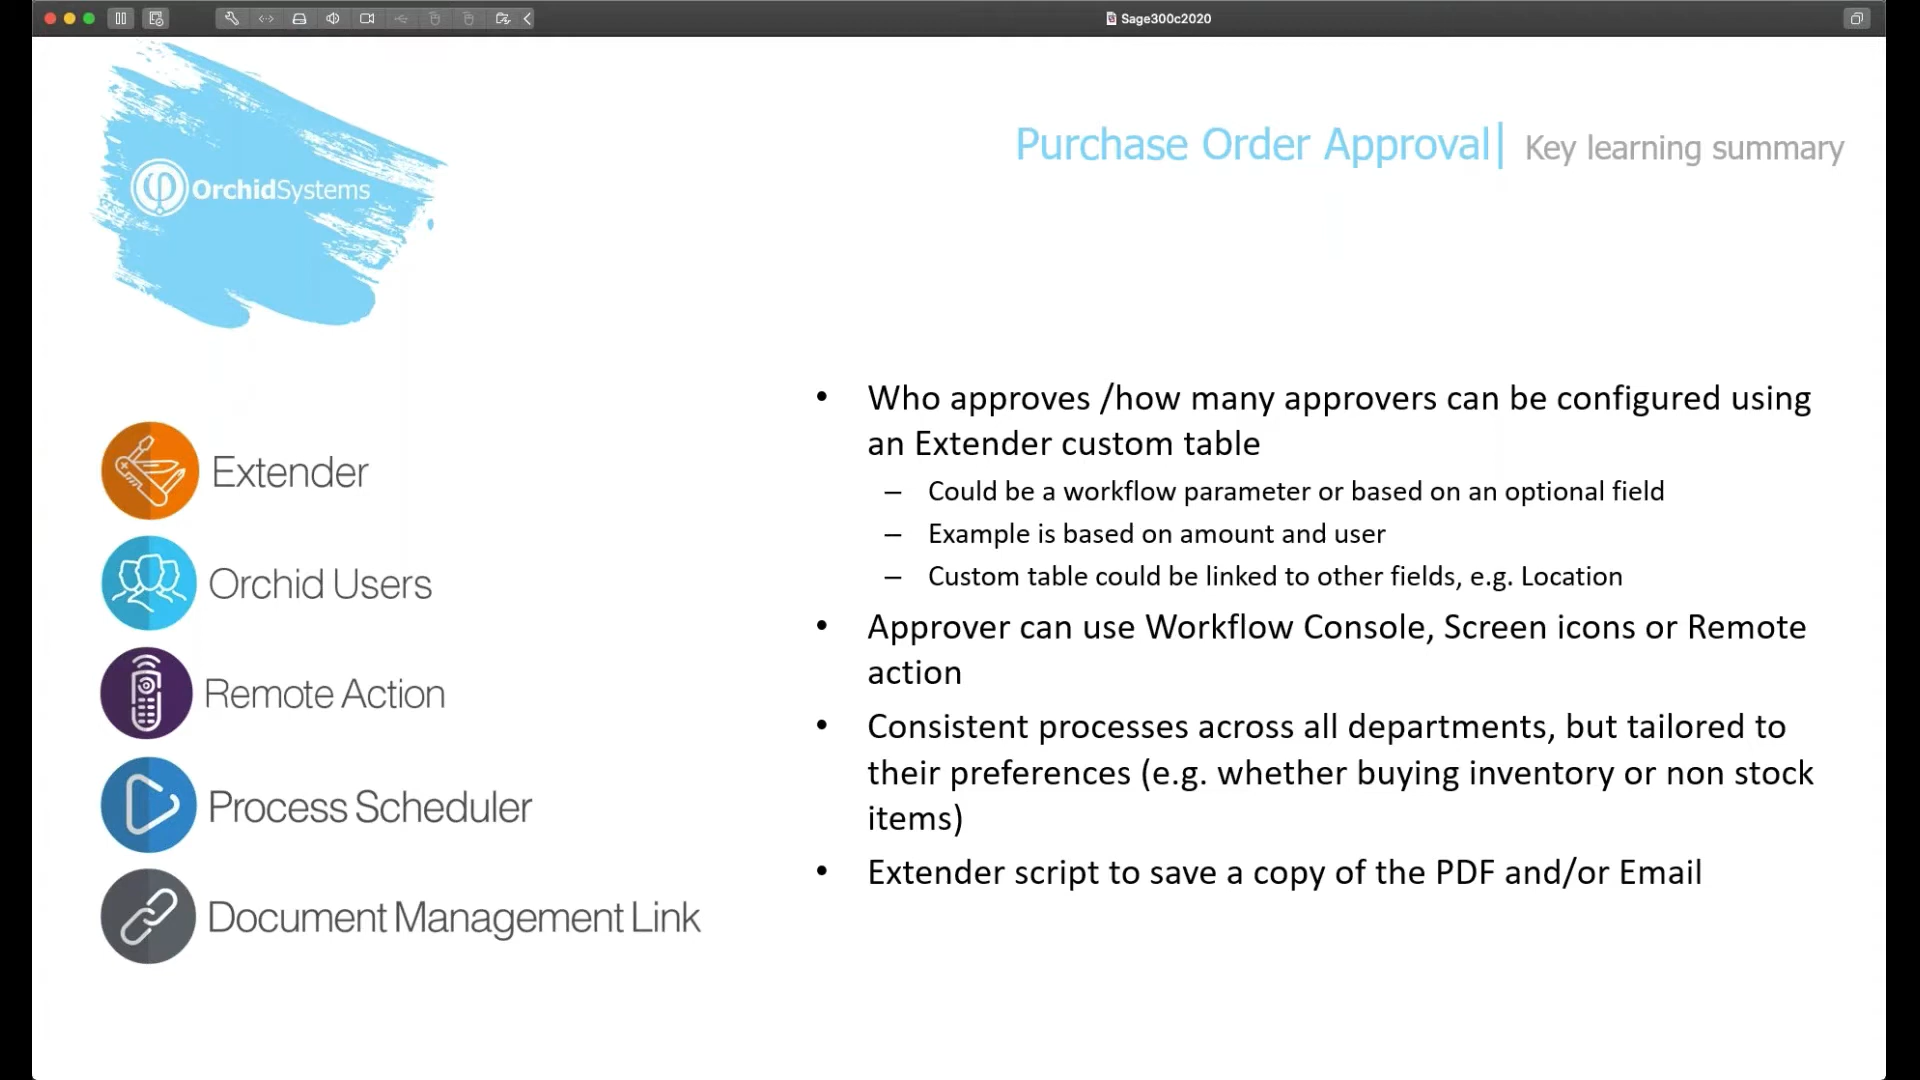 Sage300c2020
OrchidSystems
Purchase Order Approval| Key learning summary
Extender
Orchid Users
Remote Action
Process Scheduler
Document Management Link
• Who approves /how many approvers can be configured using
an Extender custom table
– Could be a workflow parameter or based on an optional field
– Example is based on amount and user
– Custom table could be linked to other fields, e.g. Location
• Approver can use Workflow Console, Screen icons or Remote
action
• Consistent processes across all departments, but tailored to
their preferences (e.g. whether buying inventory or non stock
items)
• Extender script to save a copy of the PDF and/or Email